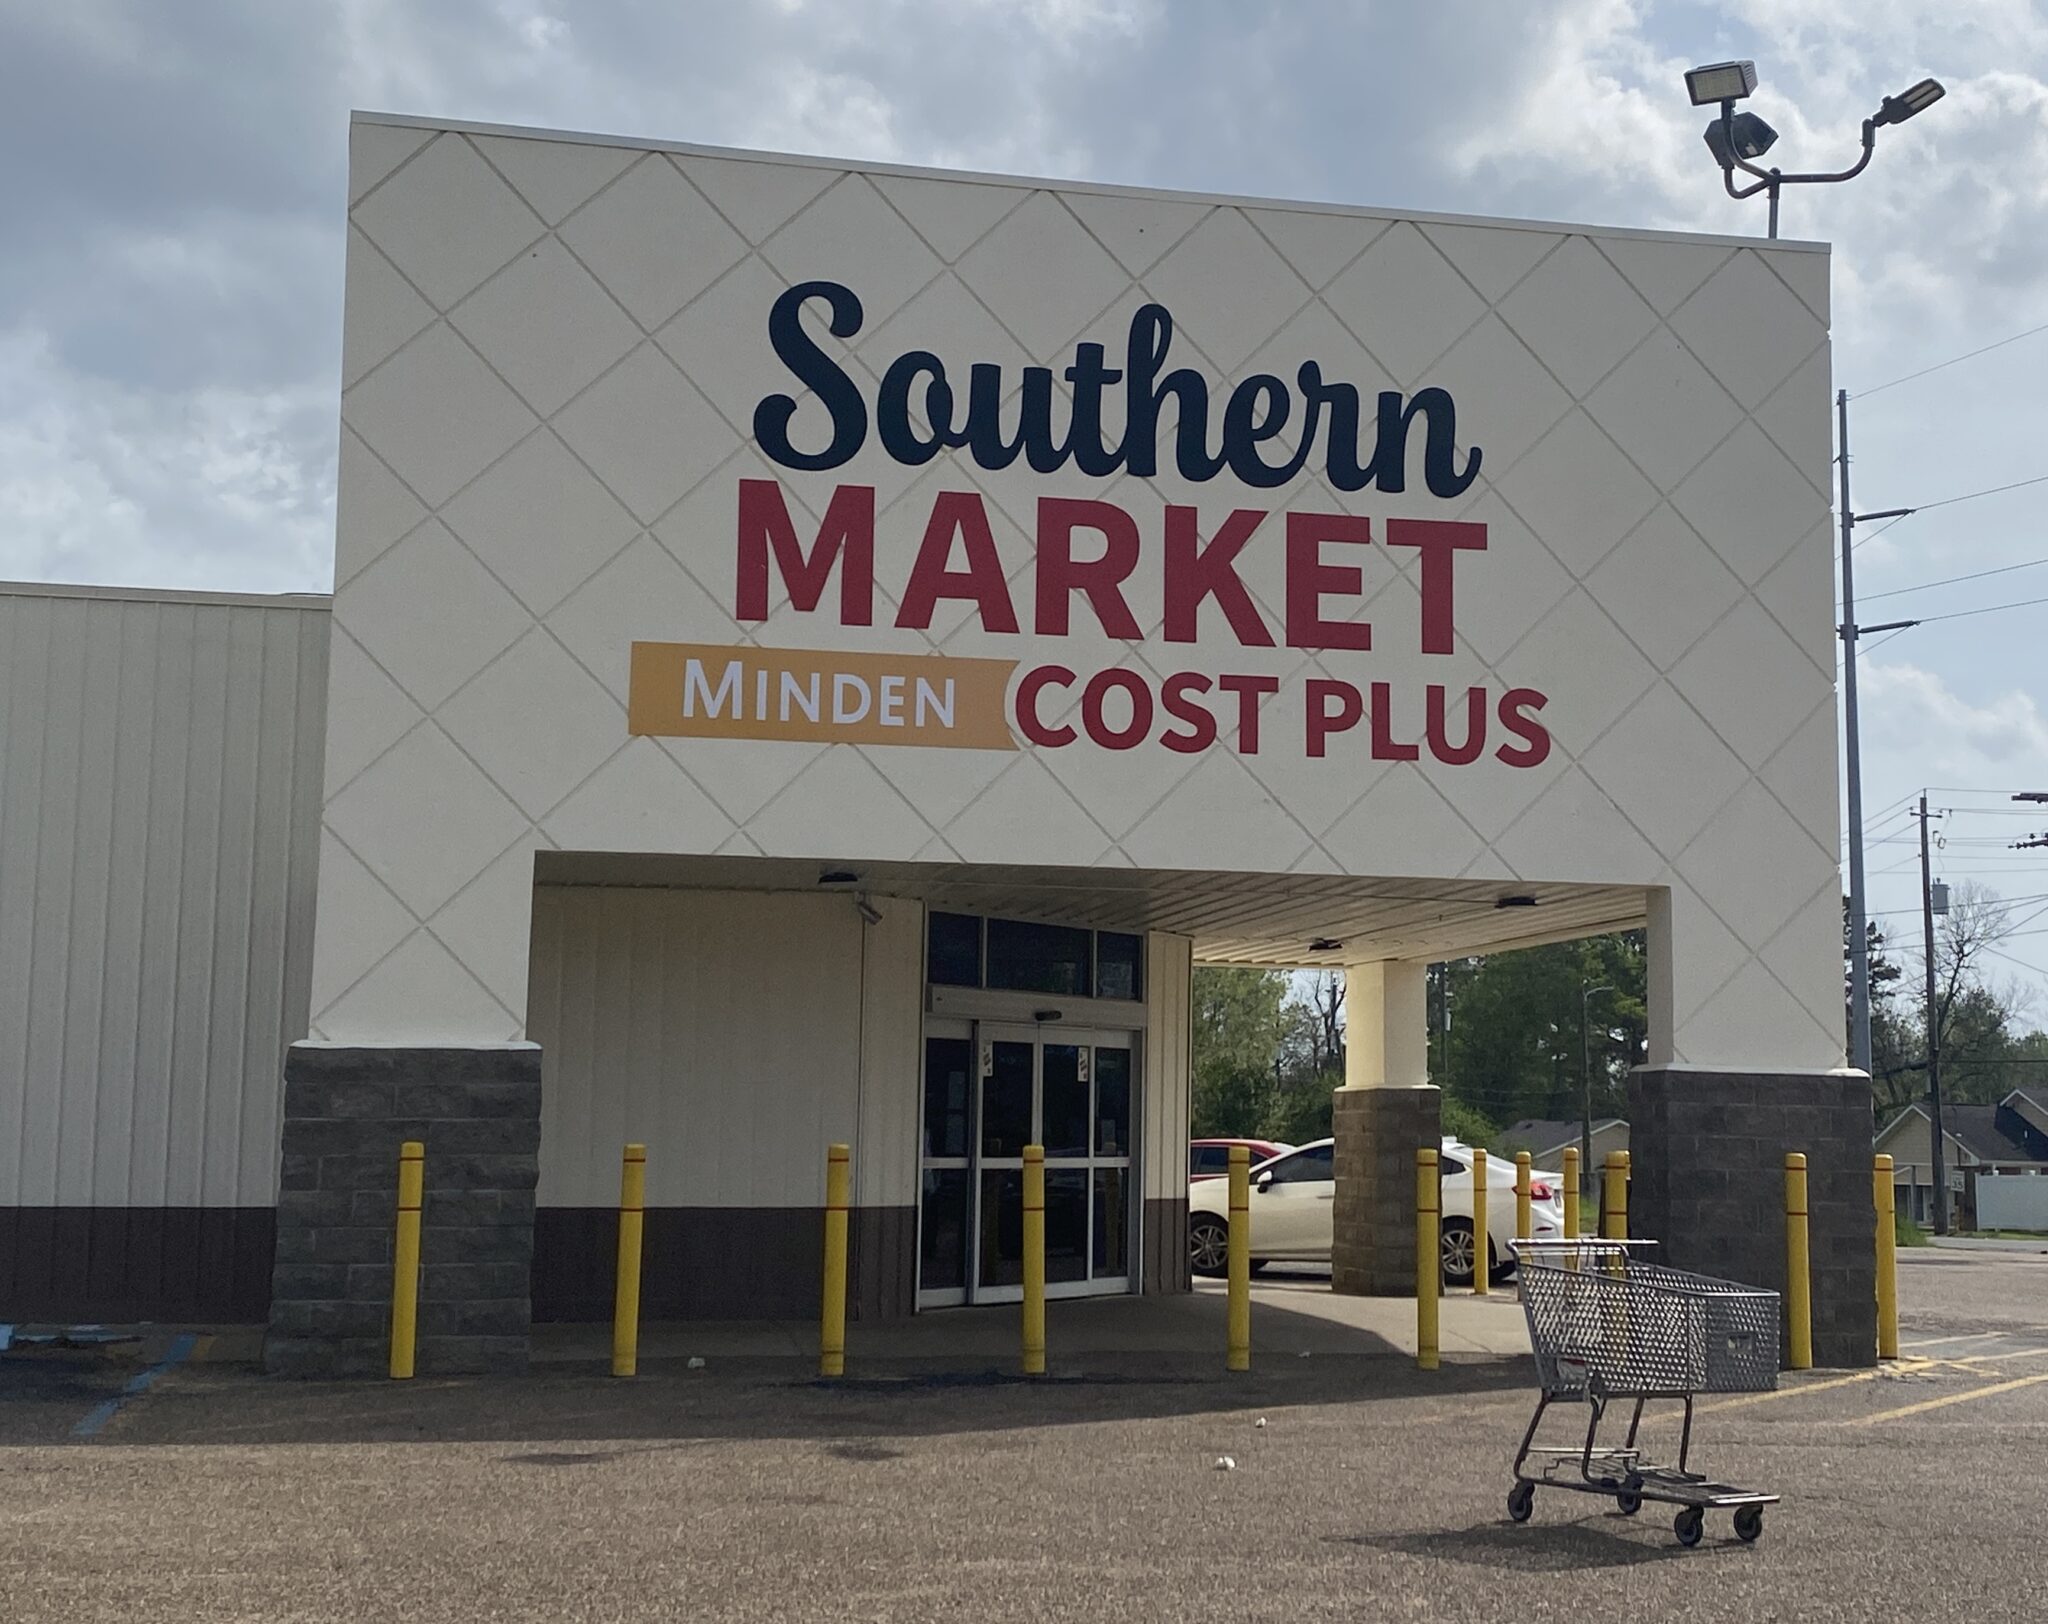 Southern
MARKET
MINDEN COST PLUS